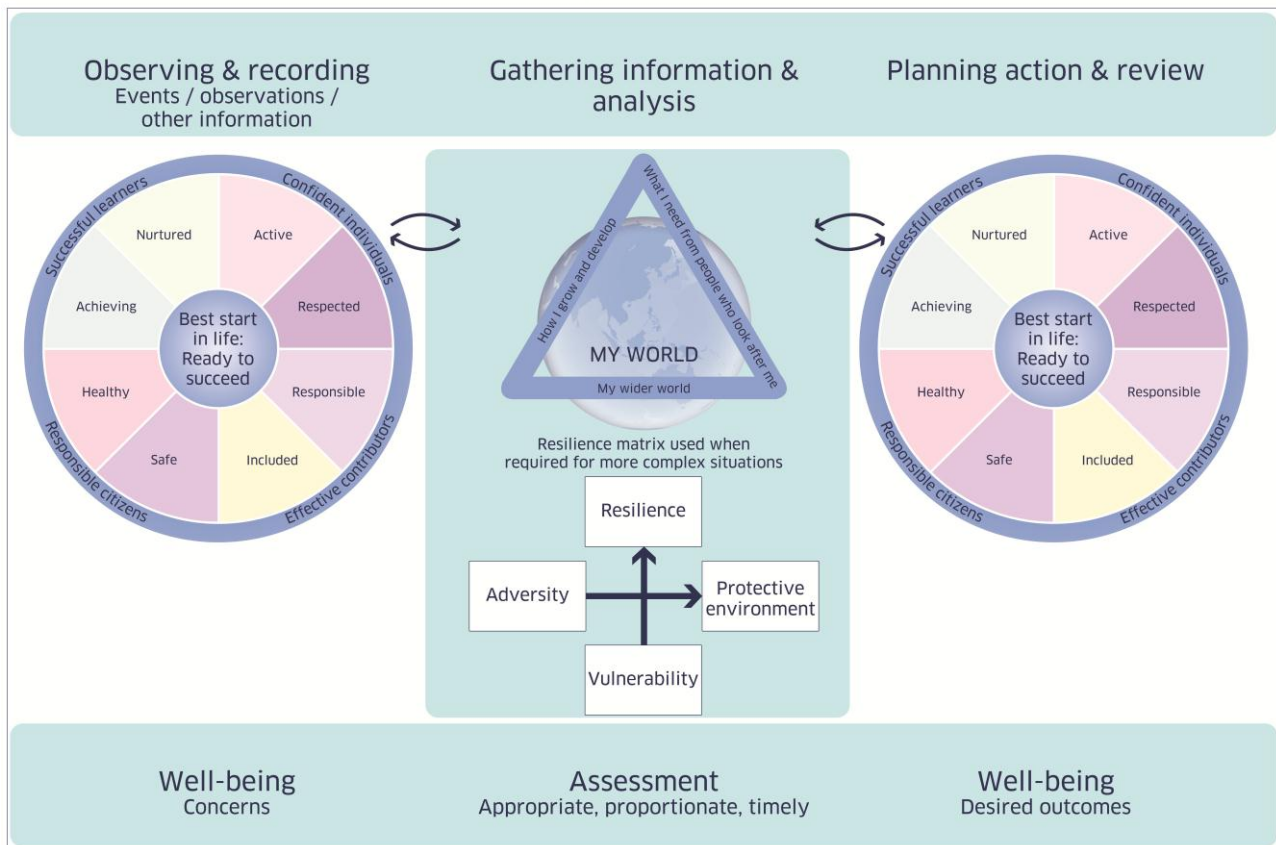 Observing & recording
Events / observations /
other information
Gathering information &
analysis
Planning action & review
Successful learners
Confident individuals
Nurtured
Active
Achieving
Respected
Best start
in life:
Ready to
succeed
Healthy
Responsible
Safe
Included
Responsible citizens
Effective contributors
How I grow and develop
What I need from people who look after me
MY WORLD
My wider world
Resilience matrix used when
required for more complex situations
Resilience
Adversity
Protective
environment
Vulnerability
Successful learners
Confident individuals
Nurtured
Active
Achieving
Respected
Best start
in life:
Ready to
succeed
Healthy
Responsible
Safe
Included
Responsible citizens
Effective contributors
Well-being
Concerns
Assessment
Appropriate, proportionate, timely
Well-being
Desired outcomes